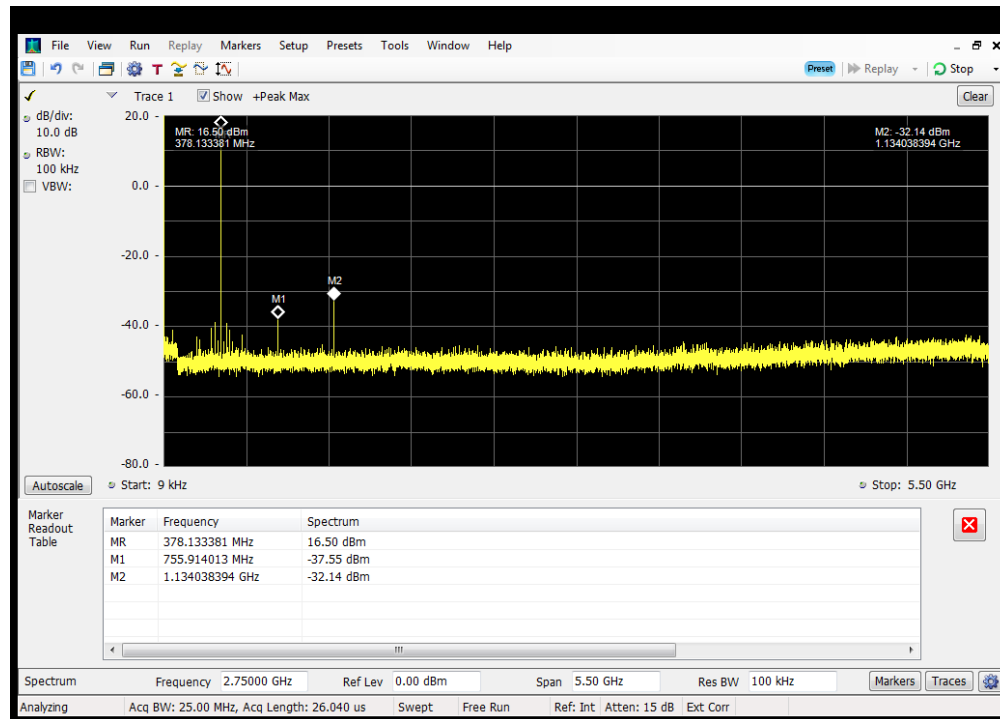 File View Run Replay Markers Setup Presets Tools Window Help
T Preset Replay Stop
Trace 1 Show +Peak Max Clear
dB/div:
10.0 dB
RBW:
100 kHz
VBW:
20.0
0.0
-20.0
-40.0
-60.0
-80.0
MR: 16.50 dBm
378.133381 MHz
M2: -32.14 dBm
1.134038394 GHz
M1
M2
Autoscale Start: 9 kHz Stop: 5.50 GHz
Marker
Readout
Table
Marker Frequency Spectrum
MR 378.133381 MHz 16.50 dBm
M1 755.914013 MHz -37.55 dBm
M2 1.134038394 GHz -32.14 dBm
Spectrum Frequency 2.75000 GHz Ref Lev 0.00 dBm Span 5.50 GHz Res BW 100 kHz Markers Traces
Analyzing Acq BW: 25.00 MHz, Acq Length: 26.040 us Swept Free Run Ref: Int Atten: 15 dB Ext Corr